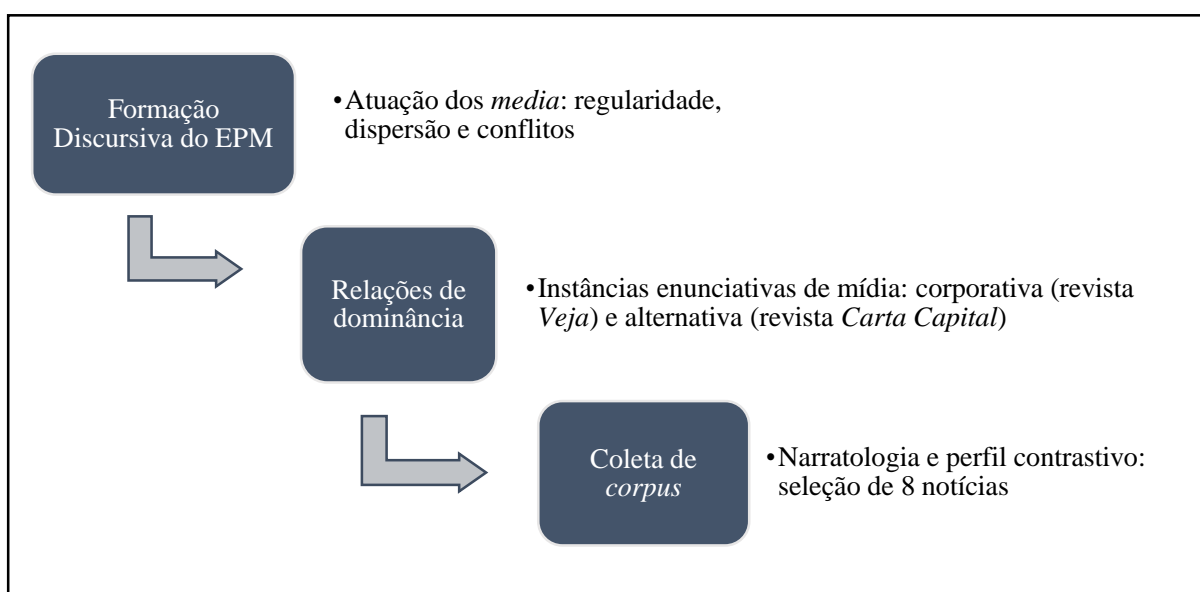 Formação
Discursiva do EPM
•Atuação dos media: regularidade,
dispersão e conflitos
Relações de
dominância
•Instâncias enunciativas de mídia: corporativa (revista
Veja) e alternativa (revista Carta Capital)
Coleta de
corpus
•Narratologia e perfil contrastivo:
seleção de 8 notícias